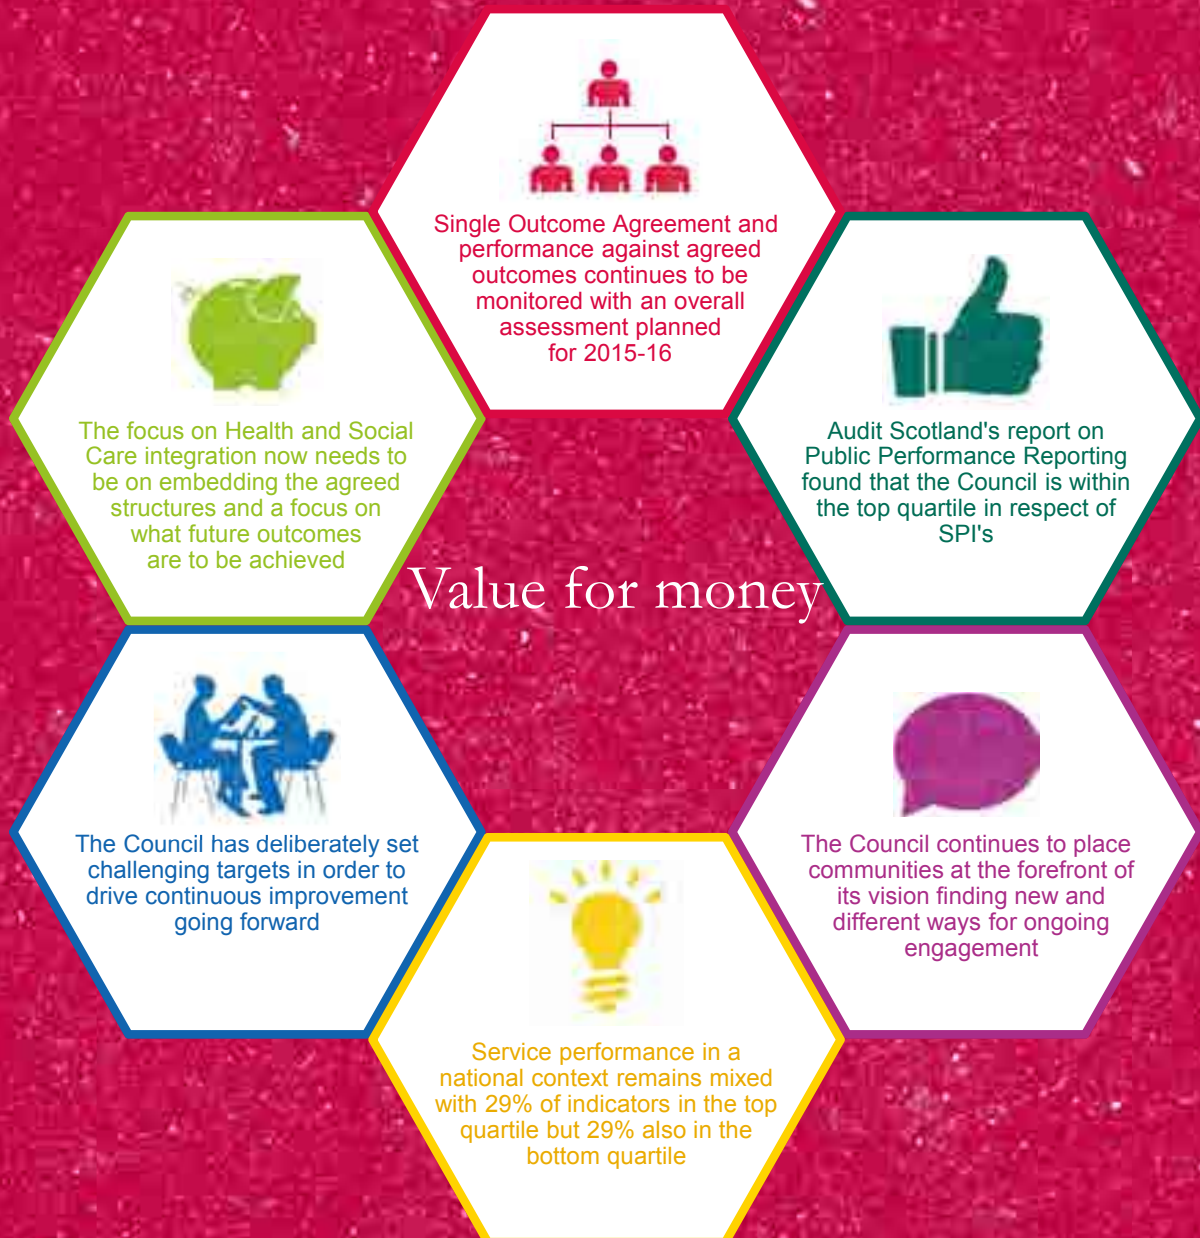 Single Outcome Agreement and
performance against agreed
outcomes continues to be
monitored with an overall
assessment planned
for 2015-16
The focus on Health and Social
Care integration now needs to
be on embedding the agreed
structures and a focus on
what future outcomes
are to be achieved
Audit Scotland's report on
Public Performance Reporting
found that the Council is within
the top quartile in respect of
SPI's
Value for money
The Council has deliberately set
challenging targets in order to
drive continuous improvement
going forward
The Council continues to place
communities at the forefront of
its vision finding new and
different ways for ongoing
engagement
Service performance in a
national context remains mixed
with 29% of indicators in the top
quartile but 29% also in the
bottom quartile